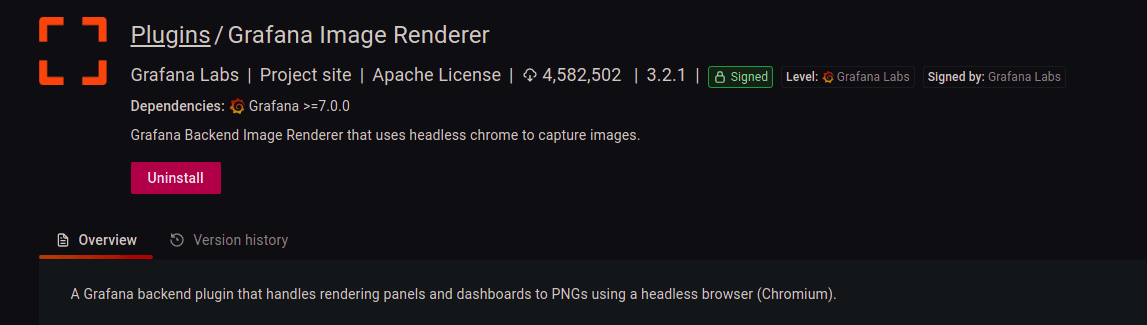 Plugins / Grafana Image Renderer
Grafana Labs | Project site | Apache License | 4,582,502 | 3.2.1 | Signed Level: Grafana Labs Signed by: Grafana Labs
Dependencies: Grafana >=7.0.0
Grafana Backend Image Renderer that uses headless chrome to capture images.
Uninstall
Overview Version history
A Grafana backend plugin that handles rendering panels and dashboards to PNGs using a headless browser (Chromium).